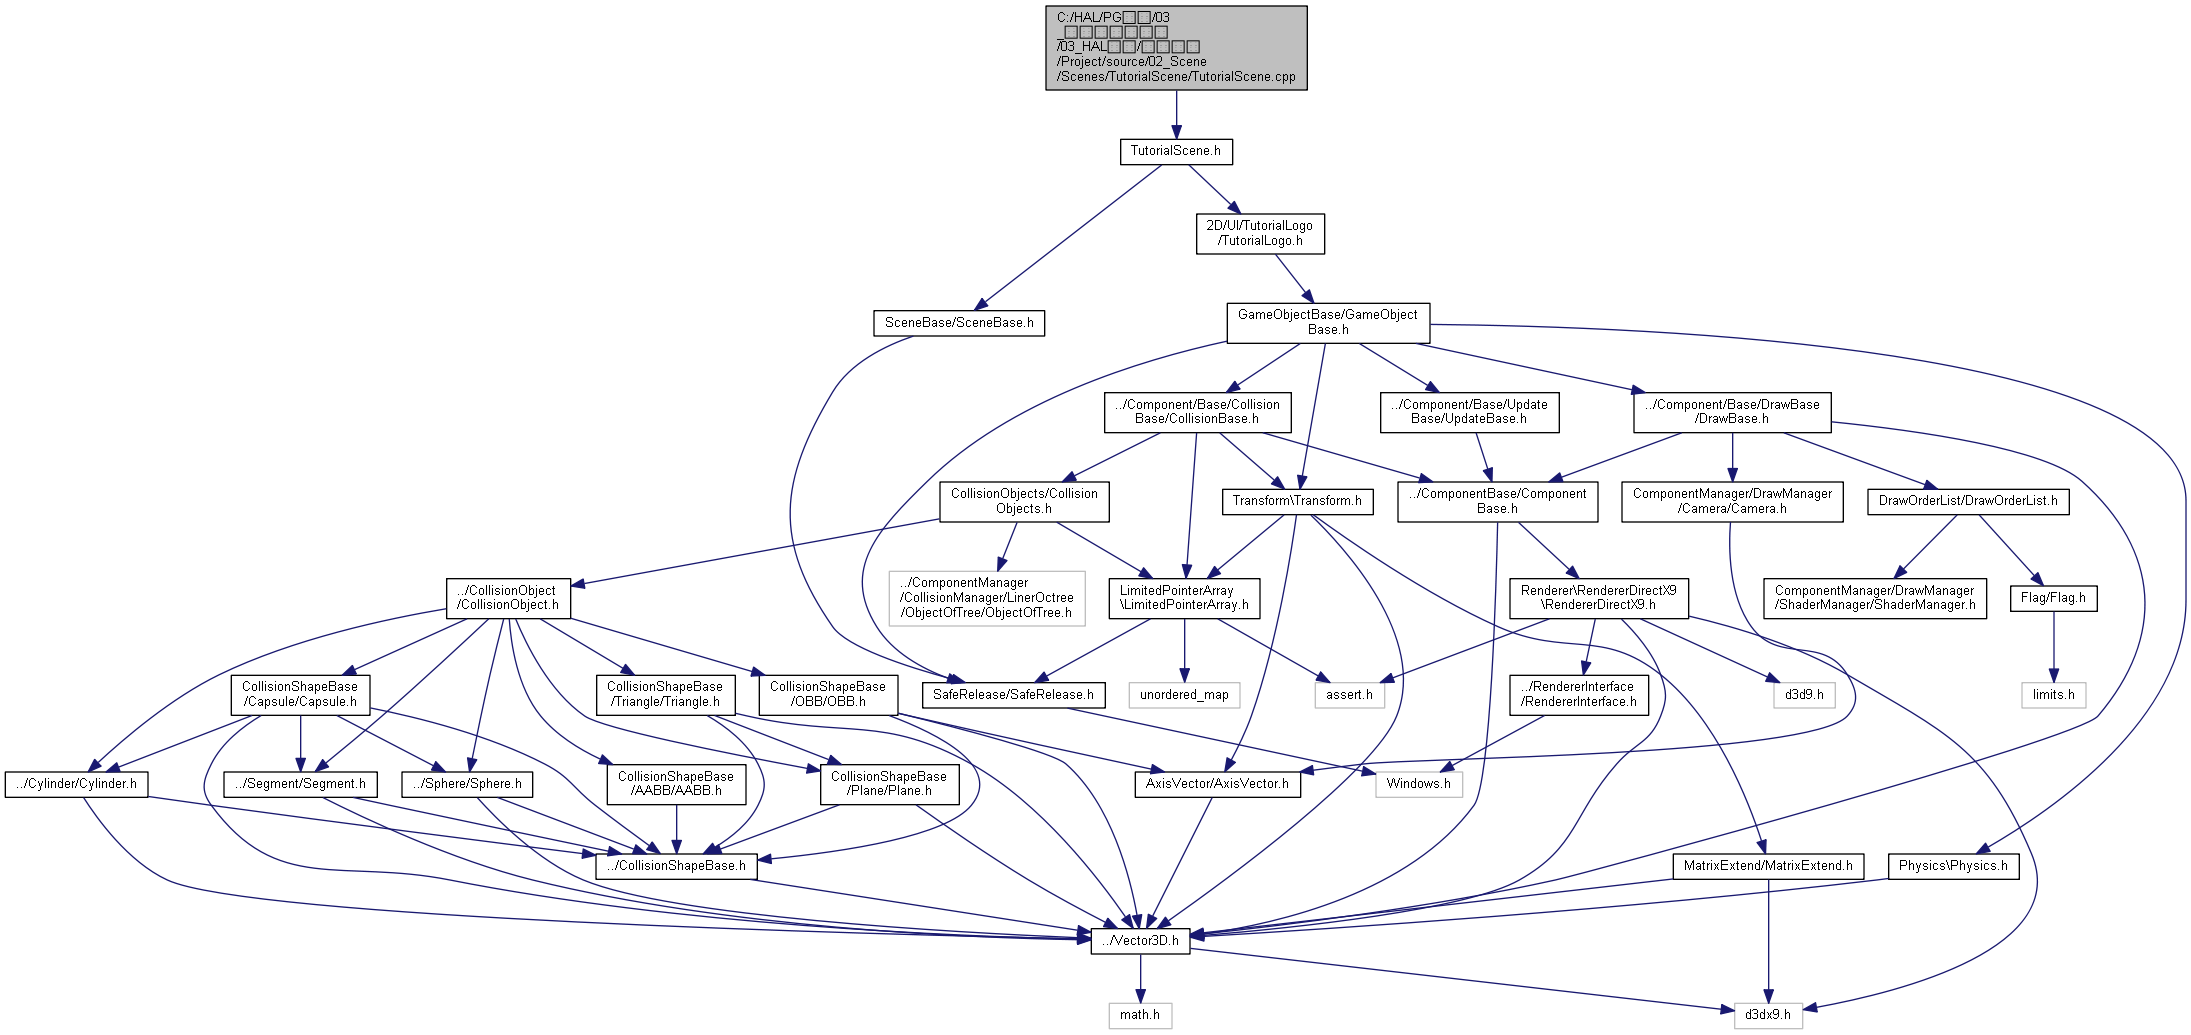 C:/HAL/PG□□/03
_□□□□□□□
/03_HAL□□/□□□□
/Project/source/02_Scene
/Scenes/TutorialScene/TutorialScene.cpp
TutorialScene.h
2D/UI/TutorialLogo
/TutorialLogo.h
SceneBase/SceneBase.h
GameObjectBase/GameObject
Base.h
../Component/Base/Collision
Base/CollisionBase.h
../Component/Base/Update
Base/UpdateBase.h
../Component/Base/DrawBase
/DrawBase.h
CollisionObjects/Collision
Objects.h
Transform\Transform.h
../ComponentBase/Component
Base.h
ComponentManager/DrawManager
/Camera/Camera.h
DrawOrderList/DrawOrderList.h
../CollisionObject
/CollisionObject.h
../ComponentManager
/CollisionManager/LinerOctree
/ObjectOfTree/ObjectOfTree.h
LimitedPointerArray
\LimitedPointerArray.h
Renderer\RendererDirectX9
\RendererDirectX9.h
ComponentManager/DrawManager
/ShaderManager/ShaderManager.h
Flag/Flag.h
CollisionShapeBase
/Capsule/Capsule.h
CollisionShapeBase
/Triangle/Triangle.h
CollisionShapeBase
/OBB/OBB.h
SafeRelease/SafeRelease.h
unordered_map
assert.h
../RendererInterface
/RendererInterface.h
d3d9.h
limits.h
../Cylinder/Cylinder.h
../Segment/Segment.h
../Sphere/Sphere.h
CollisionShapeBase
/AABB/AABB.h
CollisionShapeBase
/Plane/Plane.h
AxisVector/AxisVector.h
Windows.h
../CollisionShapeBase.h
MatrixExtend/MatrixExtend.h
Physics\Physics.h
../Vector3D.h
math.h
d3dx9.h